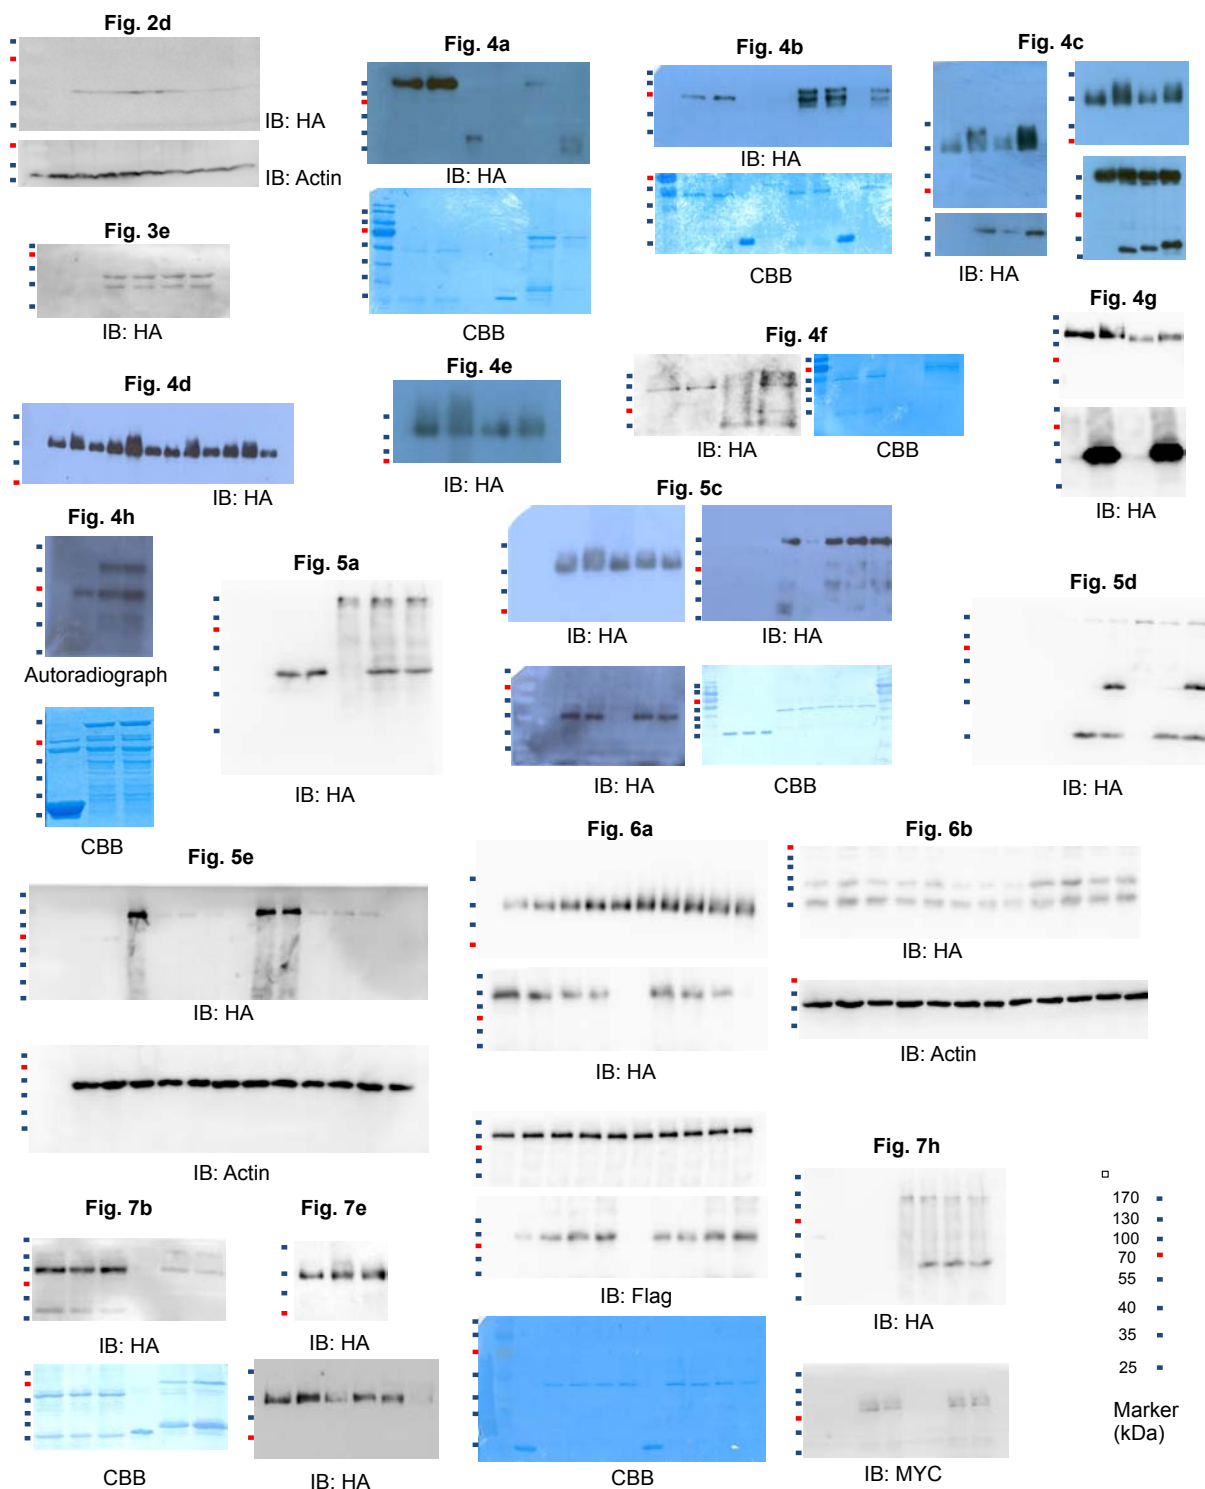 Fig. 2d
IB: HA
IB: Actin
Fig. 3e
IB: HA
Fig. 4a
IB: HA
CBB
Fig. 4b
IB: HA
CBB
Fig. 4c
IB: HA
Fig. 4d
IB: HA
Fig. 4e
IB: HA
Fig. 4f
IB: HA
CBB
Fig. 4g
IB: HA
Fig. 4h
Autoradiograph
CBB
Fig. 5a
IB: HA
Fig. 5c
IB: HA
IB: HA
IB: HA
CBB
Fig. 5d
IB: HA
Fig. 5e
IB: HA
IB: Actin
Fig. 6a
IB: HA
IB: Flag
CBB
Fig. 6b
IB: HA
IB: Actin
Fig. 7b
IB: HA
CBB
Fig. 7e
IB: HA
IB: HA
Fig. 7h
IB: HA
IB: MYC
170
130
100
70
55
40
35
25
Marker
(kDa)